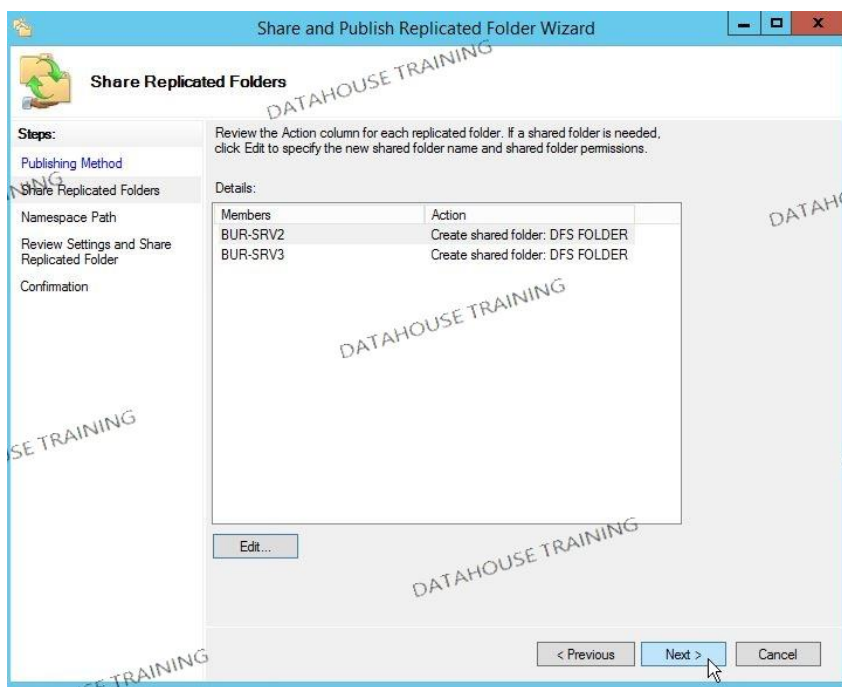 Share and Publish Replicated Folder Wizard
Share Replicated Folders
DATAHOUSE TRAINING
Steps:
Publishing Method
Share Replicated Folders
Namespace Path
Review Settings and Share
Replicated Folder
Confirmation
Review the Action column for each replicated folder. If a shared folder is needed,
click Edit to specify the new shared folder name and shared folder permissions.
Details:
Members Action
BUR-SRV2 Create shared folder: DFS FOLDER
BUR-SRV3 Create shared folder: DFS FOLDER
NING
DATAH
DATAHOUSE TRAINING
SE TRAINING
Edit...
DATAHOUSE TRAINING
< Previous Next > Cancel
TRAINING